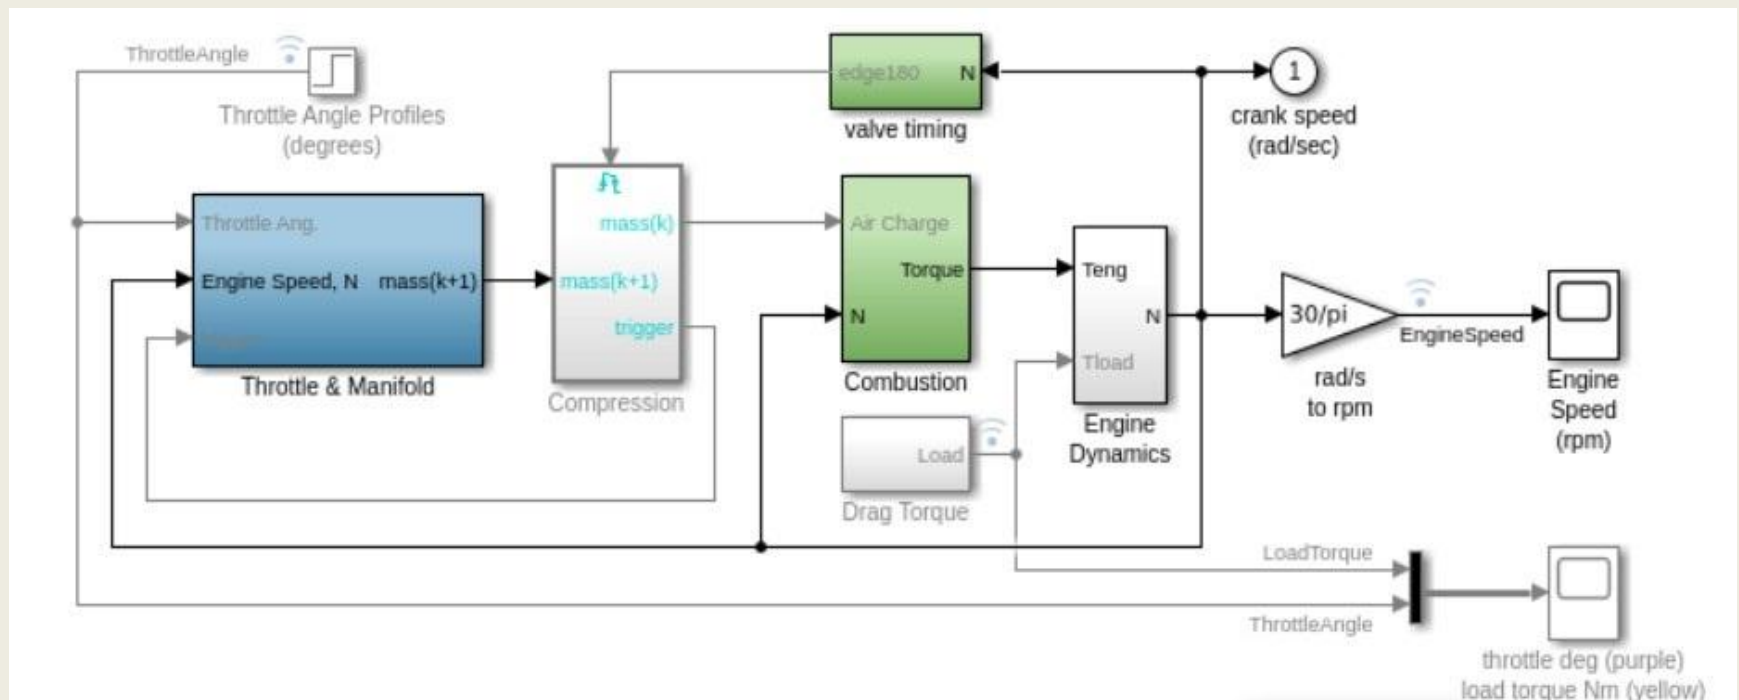 ThrottleAngle
Throttle Angle Profiles
(degrees)
edge180 N
valve timing
1
crank speed
(rad/sec)
Throttle Ang.
Engine Speed, N mass(k+1)
Throttle & Manifold
mass(k)
mass(k+1)
trigger
Compression
Air Charge
Torque
N
Combustion
Load
Drag Torque
Teng
N
Tload
Engine
Dynamics
30/pi
rad/s
to rpm
EngineSpeed
Engine
Speed
(rpm)
LoadTorque
ThrottleAngle
throttle deg (purple)
load torque Nm (yellow)